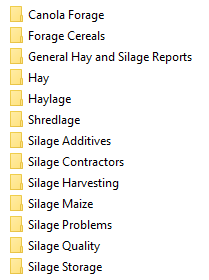 Canola Forage
Forage Cereals
General Hay and Silage Reports
Hay
Haylage
Shredlage
Silage Additives
Silage Contractors
Silage Harvesting
Silage Maize
Silage Problems
Silage Quality
Silage Storage